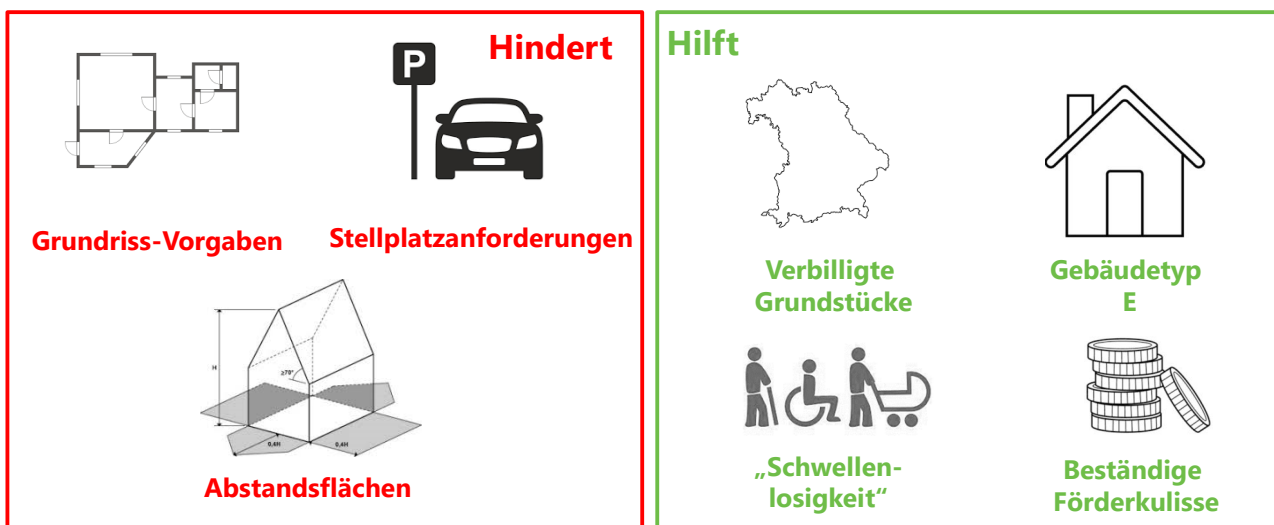 Hindert
P
Grundriss-Vorgaben
Stellplatzanforderungen
H
≥70°
0,4H
0,4H
Abstandsflächen
Hilft
Verbilligte
Grundstücke
Gebäudetyp
E
„Schwellen-
losigkeit“
Beständige
Förderkulisse